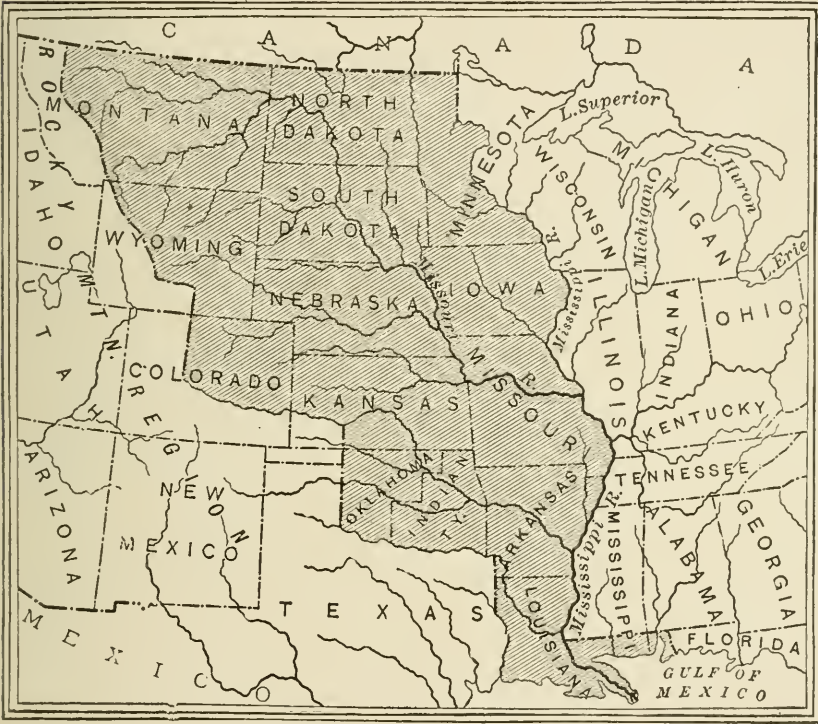 CANADA
ROCKY MTN. REGION
MONTANA
NORTH
DAKOTA
MINNESOTA
L. Superior
WISCONSIN
MICHIGAN
L. Huron
IDAHO
SOUTH
DAKOTA
WYOMING
L. Michigan
L. Erie
Missouri R.
Mississippi R.
IOWA
NEBRASKA
ILLINOIS
INDIANA
OHIO
UTAH
COLORADO
KANSAS
MISSOURI
KENTUCKY
TENNESSEE
ARIZONA
NEW
MEXICO
OKLAHOMA
INDIAN
TY.
ARKANSAS
Mississippi R.
MISSISSIPPI
ALABAMA
GEORGIA
TEXAS
LOUISIANA
FLORIDA
MEXICO
GULF OF
MEXICO